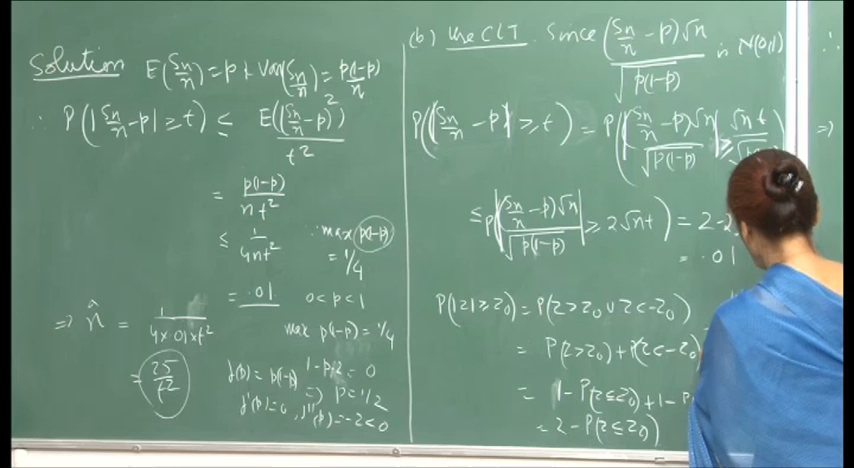 Solution E(Sn/n) = p & Var(Sn/n) = p(1-p)/n
∴ P(|Sn/n - p| ≥ t) ≤ E(|Sn/n - p|)²/t²
= p(1-p)/nt²
≤ 1/4nt² ∵ max p(1-p) = 1/4
= .01 0 < p < 1
⇒ n̂ = 1/4×.01×t² max p(1-p) = 1/4
= 25/t²
f(p) = p(1-p) 1-p·2 = 0
⇒ p = 1/2
f'(p) = 0, f''(p) = -2 < 0
(b) Use CLT. Since (Sn/n - p)√n/√p(1-p) is N(0,1)
P(|Sn/n - p| ≥ t) = P(|(Sn/n - p)√n/√p(1-p)| ≥ √n t/√
≤ P(|(Sn/n - p)√n/√p(1-p)| ≥ 2√n t) = 2 - 2
= .01
P(|Z| ≥ Z₀) = P(Z > Z₀ ∪ Z < -Z₀)
= P(Z > Z₀) + P(Z < -Z₀)
= 1 - P(Z ≤ Z₀) + 1 - P
= 2 - P(Z ≤ Z₀)
∴
⇒